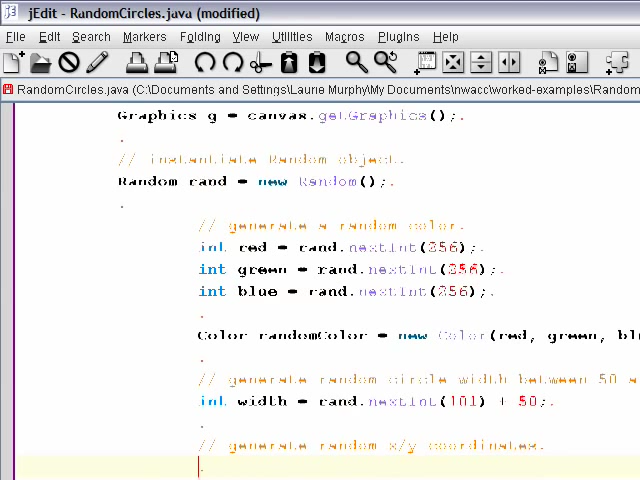 jEdit - RandomCircles.java (modified)
File Edit Search Markers Folding View Utilities Macros Plugins Help
RandomCircles.java (C:\Documents and Settings\Laurie Murphy\My Documents\nwacc\worked-examples\Random
Graphics g = canvas.getGraphics();.
.
// instantiate Random object.
Random rand = new Random();.
.
// generate a random color.
int red = rand.nextInt(256);.
int green = rand.nextInt(256);.
int blue = rand.nextInt(256);.
.
Color randomColor = new Color(red, green, bl
.
// generate random circle width between 50 a
int width = rand.nextInt(101) + 50;.
.
// generate random x/y coordinates.
.